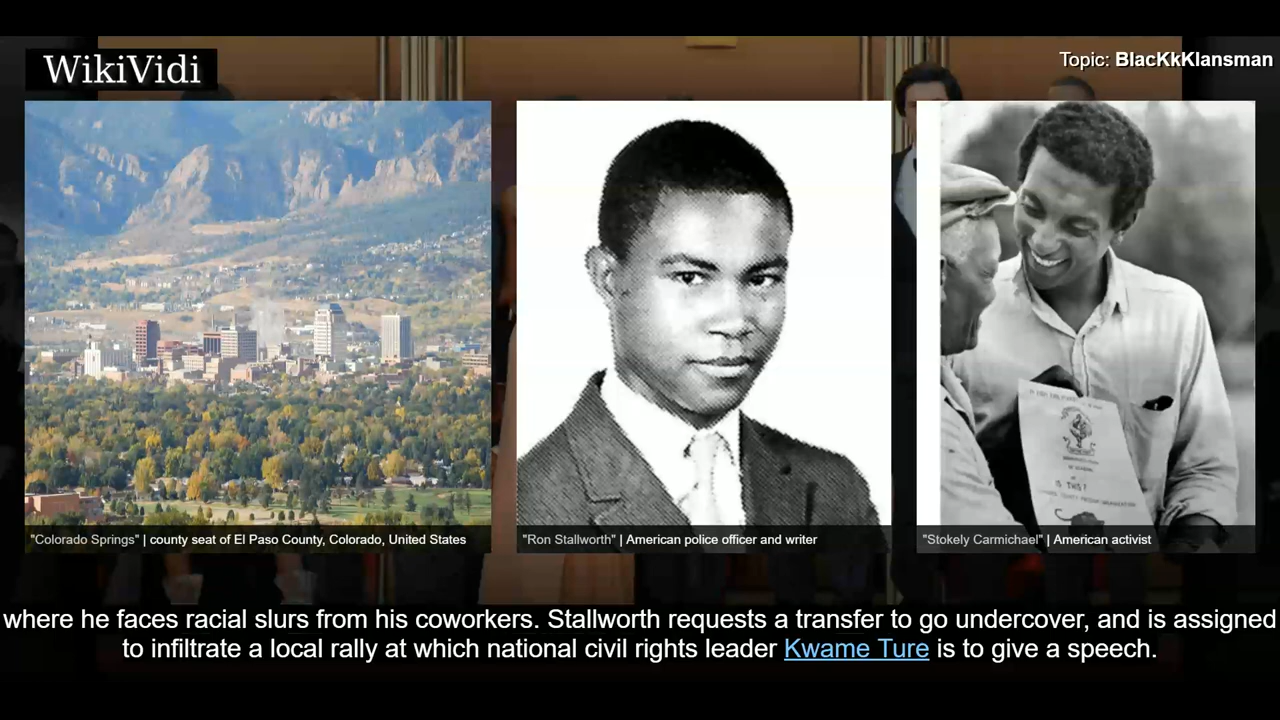 WikiVidi
Topic: BlacKkKlansman
IS THIS?
"Colorado Springs" | county seat of El Paso County, Colorado, United States
"Ron Stallworth" | American police officer and writer
"Stokely Carmichael" | American activist
where he faces racial slurs from his coworkers. Stallworth requests a transfer to go undercover, and is assigned
to infiltrate a local rally at which national civil rights leader Kwame Ture is to give a speech.